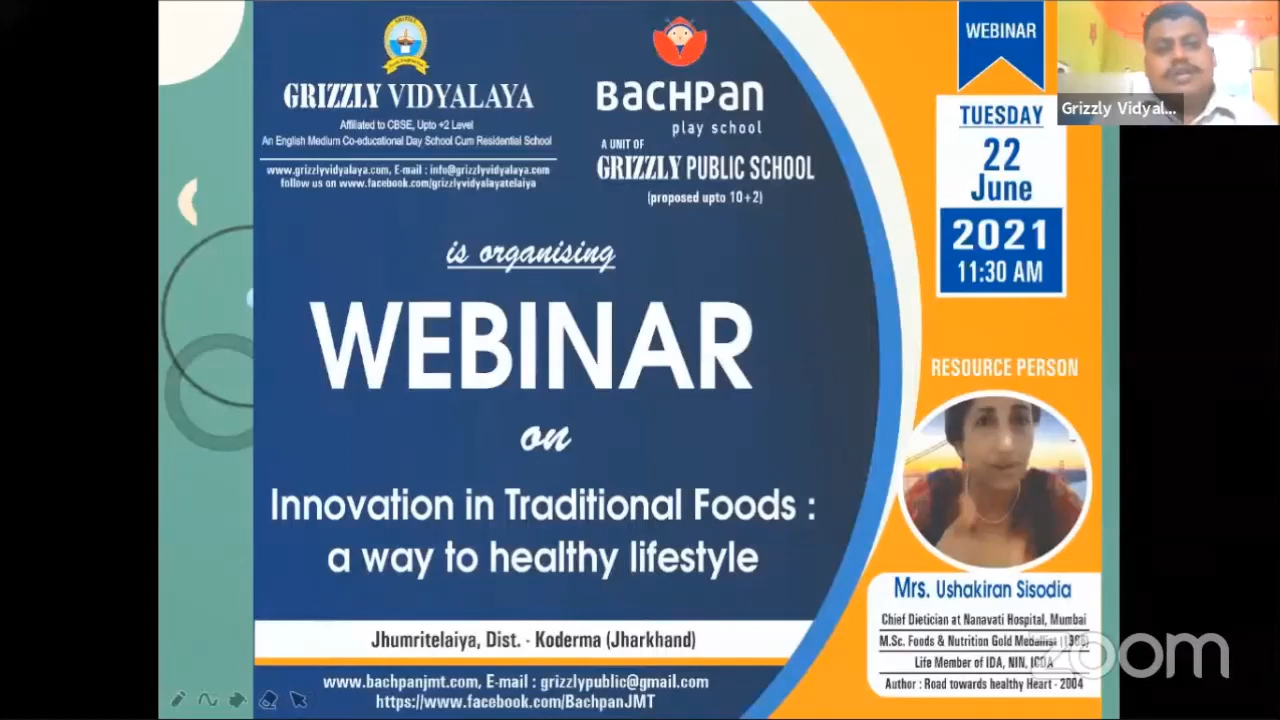 GRIZZLY VIDYALAYA
Affiliated to CBSE, Upto +2 Level
An English Medium Co-educational Day School Cum Residential School
www.grizzlyvidyalaya.com, E-mail : info@grizzlyvidyalaya.com
follow us on www.facebook.com/grizzlyvidyalayatelaiya
BACHPAN
play school
A UNIT OF
GRIZZLY PUBLIC SCHOOL
(proposed upto 10+2)
is organising
WEBINAR
on
Innovation in Traditional Foods :
a way to healthy lifestyle
Jhumritelaiya, Dist. - Koderma (Jharkhand)
www.bachpanjmt.com, E-mail : grizzlypublic@gmail.com
https://www.facebook.com/BachpanJMT
WEBINAR
TUESDAY
22
June
2021
11:30 AM
Grizzly Vidyal...
RESOURCE PERSON
Mrs. Ushakiran Sisodia
Chief Dietician at Nanavati Hospital, Mumbai
M.Sc. Foods & Nutrition Gold Medallist
Life Member of IDA, NIN,
Author : Road towards healthy Heart - 2004
zoom